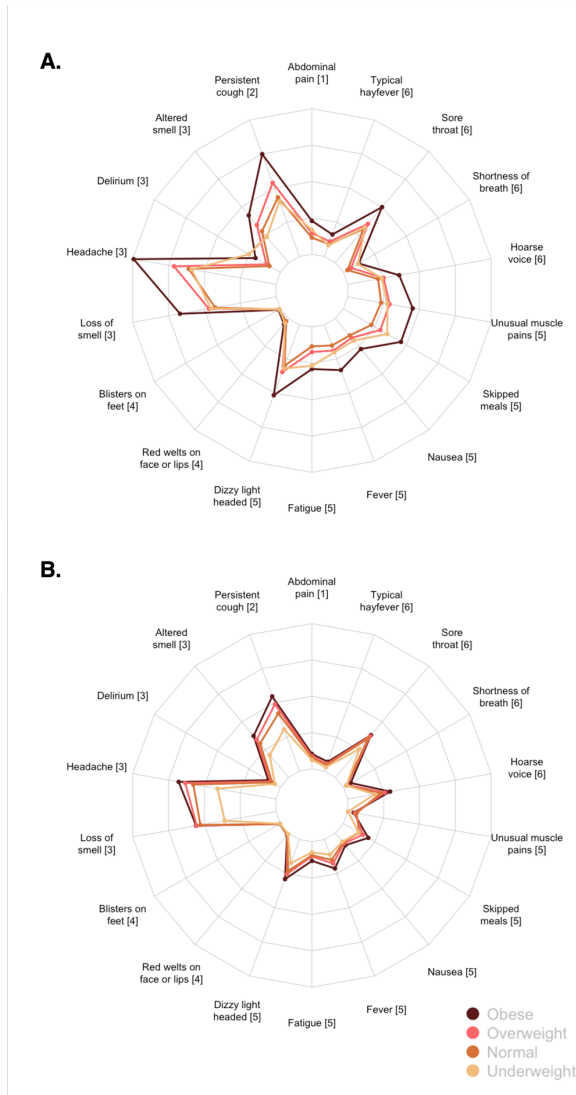 A.
Abdominal
pain [1]
Typical
hayfever [6]
Sore
throat [6]
Shortness of
breath [6]
Hoarse
voice [6]
Unusual muscle
pains [5]
Skipped
meals [5]
Nausea [5]
Fever [5]
Fatigue [5]
Dizzy light
headed [5]
Red welts on
face or lips [4]
Blisters on
feet [4]
Loss of
smell [3]
Headache [3]
Delirium [3]
Altered
smell [3]
Persistent
cough [2]
B.
Abdominal
pain [1]
Typical
hayfever [6]
Sore
throat [6]
Shortness of
breath [6]
Hoarse
voice [6]
Unusual muscle
pains [5]
Skipped
meals [5]
Nausea [5]
Fever [5]
Fatigue [5]
Dizzy light
headed [5]
Red welts on
face or lips [4]
Blisters on
feet [4]
Loss of
smell [3]
Headache [3]
Delirium [3]
Altered
smell [3]
Persistent
cough [2]
Obese
Overweight
Normal
Underweight